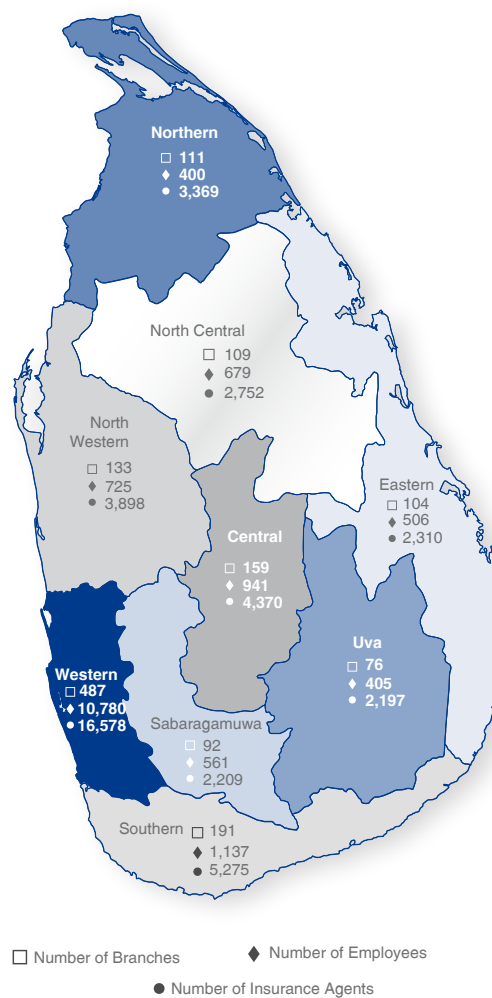 Northern
111
400
3,369
North Central
109
679
2,752
North
Western
133
725
3,898
Eastern
104
506
2,310
Central
159
941
4,370
Uva
76
405
2,197
Western
487
10,780
16,578
Sabaragamuwa
92
561
2,209
Southern 191
1,137
5,275
Number of Branches
Number of Employees
Number of Insurance Agents